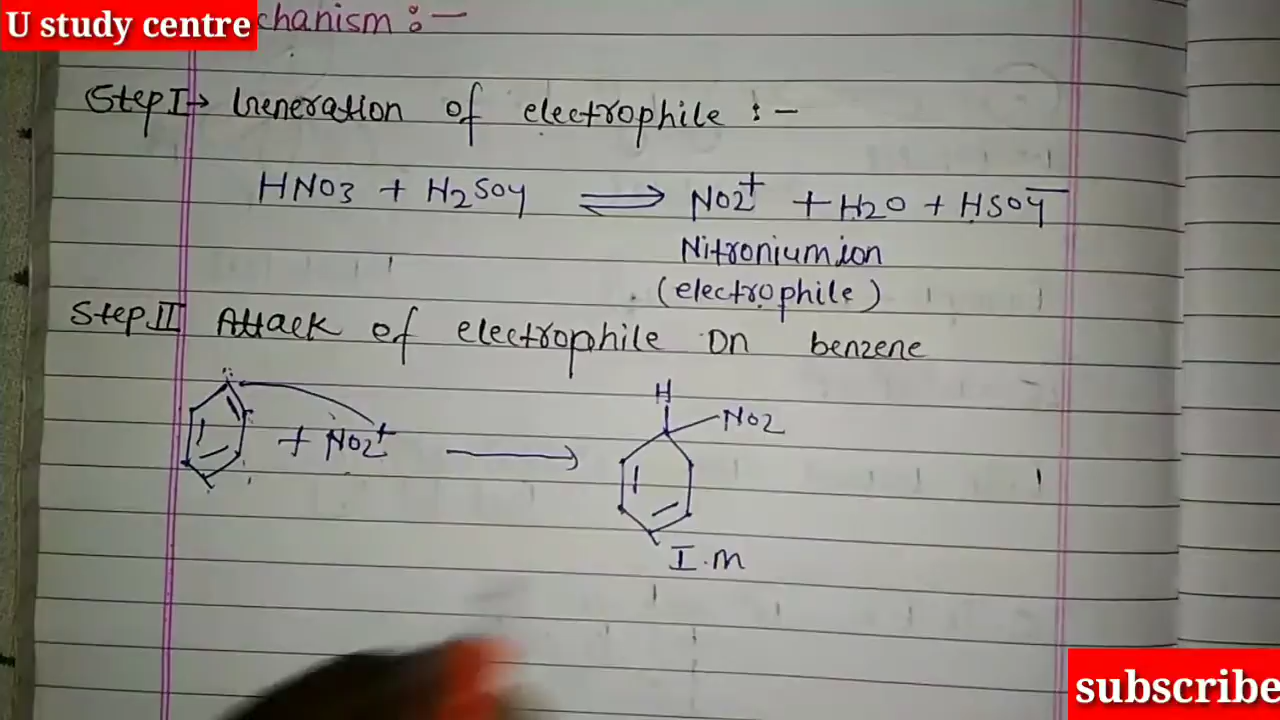 U study centre
chanism :-
Step I → Generation of electrophile :-
HNO3 + H2SO4 ⇌ NO2+ + H2O + HSO4-
Nitronium ion
(electrophile)
Step II Attack of electrophile on benzene
H
NO2
+ NO2+ →
I.m
subscribe